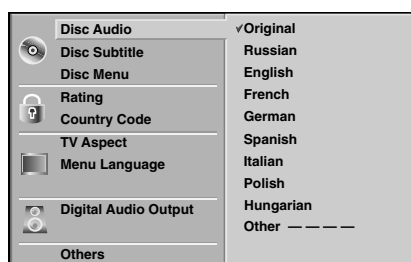 Disc Audio
Disc Subtitle
Disc Menu
Rating
Country Code
TV Aspect
Menu Language
Digital Audio Output
Others
✓Original
Russian
English
French
German
Spanish
Italian
Polish
Hungarian
Other — — — —